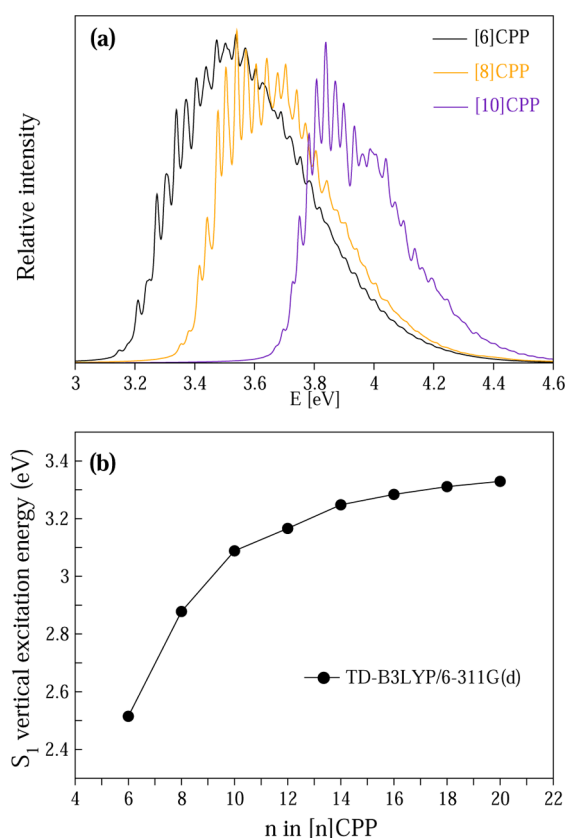 (a)
[6]CPP
[8]CPP
[10]CPP
Relative intensity
3 3.2 3.4 3.6 3.8 4 4.2 4.4 4.6
E [eV]
(b)
S₁ vertical excitation energy (eV)
3.4
3.2
3
2.8
2.6
2.4
TD-B3LYP/6-311G(d)
4 6 8 10 12 14 16 18 20 22
n in [n]CPP